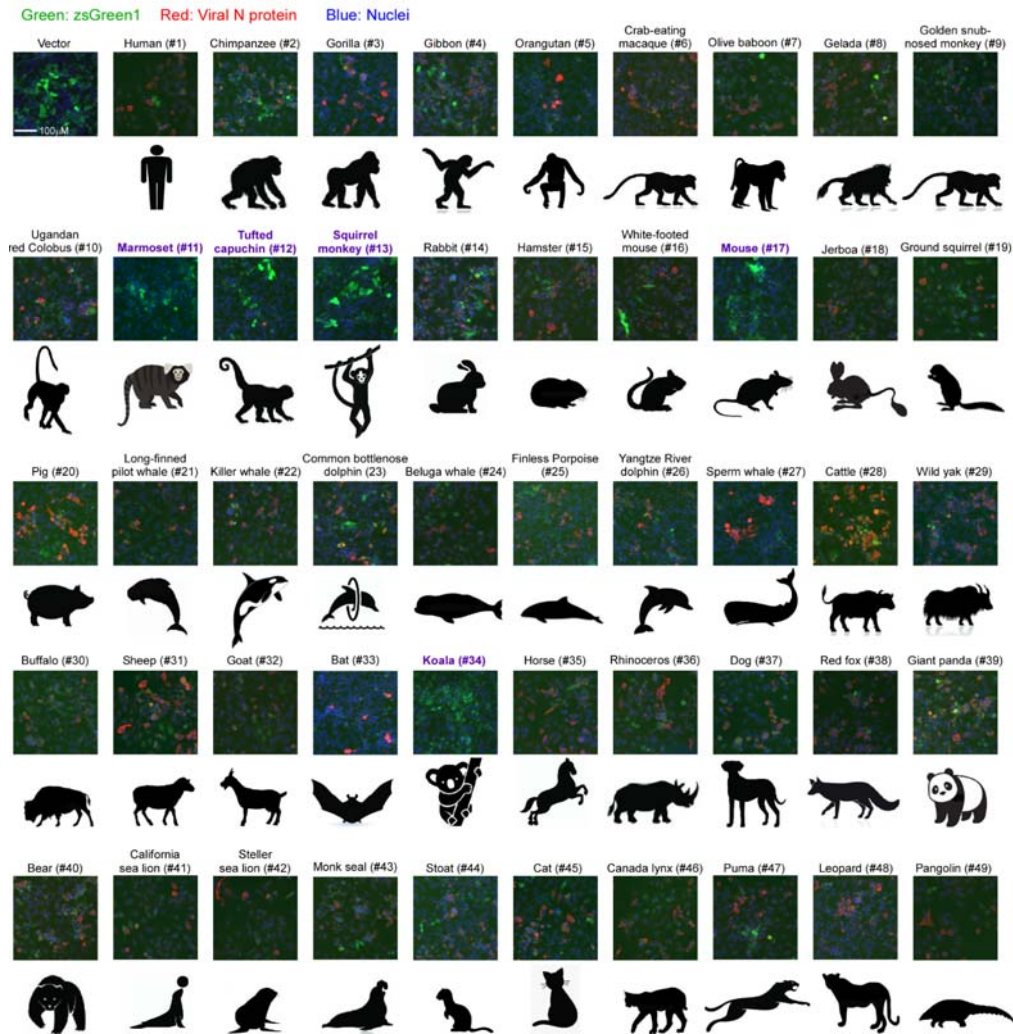 Green: zsGreen1 Red: Viral N protein Blue: Nuclei
Vector
Human (#1)
Chimpanzee (#2)
Gorilla (#3)
Gibbon (#4)
Orangutan (#5)
Crab-eating
macaque (#6)
Olive baboon (#7)
Gelada (#8)
Golden snub-
nosed monkey (#9)
100µM
Ugandan
red Colobus (#10)
Marmoset (#11)
Tufted
capuchin (#12)
Squirrel
monkey (#13)
Rabbit (#14)
Hamster (#15)
White-footed
mouse (#16)
Mouse (#17)
Jerboa (#18)
Ground squirrel (#19)
Pig (#20)
Long-finned
pilot whale (#21)
Killer whale (#22)
Common bottlenose
dolphin (23)
Beluga whale (#24)
Finless Porpoise
(#25)
Yangtze River
dolphin (#26)
Sperm whale (#27)
Cattle (#28)
Wild yak (#29)
Buffalo (#30)
Sheep (#31)
Goat (#32)
Bat (#33)
Koala (#34)
Horse (#35)
Rhinoceros (#36)
Dog (#37)
Red fox (#38)
Giant panda (#39)
Bear (#40)
California
sea lion (#41)
Steller
sea lion (#42)
Monk seal (#43)
Stoat (#44)
Cat (#45)
Canada lynx (#46)
Puma (#47)
Leopard (#48)
Pangolin (#49)